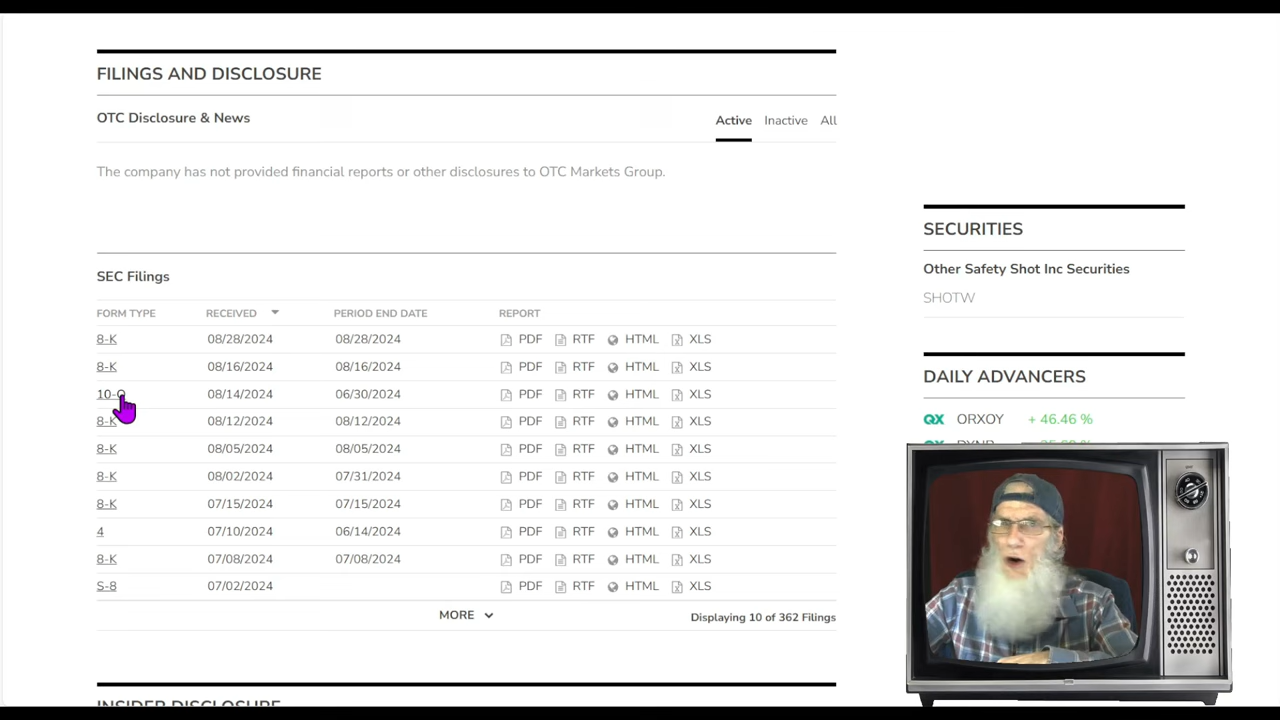 FILINGS AND DISCLOSURE
OTC Disclosure & News
Active Inactive All
The company has not provided financial reports or other disclosures to OTC Markets Group.
SEC Filings
FORM TYPE RECEIVED PERIOD END DATE REPORT
8-K 08/28/2024 08/28/2024 PDF RTF HTML XLS
8-K 08/16/2024 08/16/2024 PDF RTF HTML XLS
10-Q 08/14/2024 06/30/2024 PDF RTF HTML XLS
8-K 08/12/2024 08/12/2024 PDF RTF HTML XLS
8-K 08/05/2024 08/05/2024 PDF RTF HTML XLS
8-K 08/02/2024 07/31/2024 PDF RTF HTML XLS
8-K 07/15/2024 07/15/2024 PDF RTF HTML XLS
4 07/10/2024 06/14/2024 PDF RTF HTML XLS
8-K 07/08/2024 07/08/2024 PDF RTF HTML XLS
S-8 07/02/2024 PDF RTF HTML XLS
MORE Displaying 10 of 362 Filings
INSIDER DISCLOSURE
SECURITIES
Other Safety Shot Inc Securities
SHOTW
DAILY ADVANCERS
QX ORXOY + 46.46 %